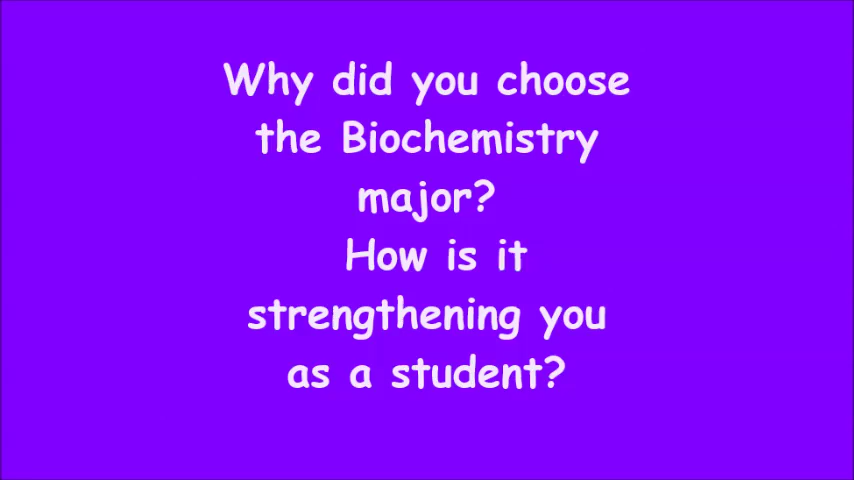 Why did you choose
the Biochemistry
major?
How is it
strengthening you
as a student?